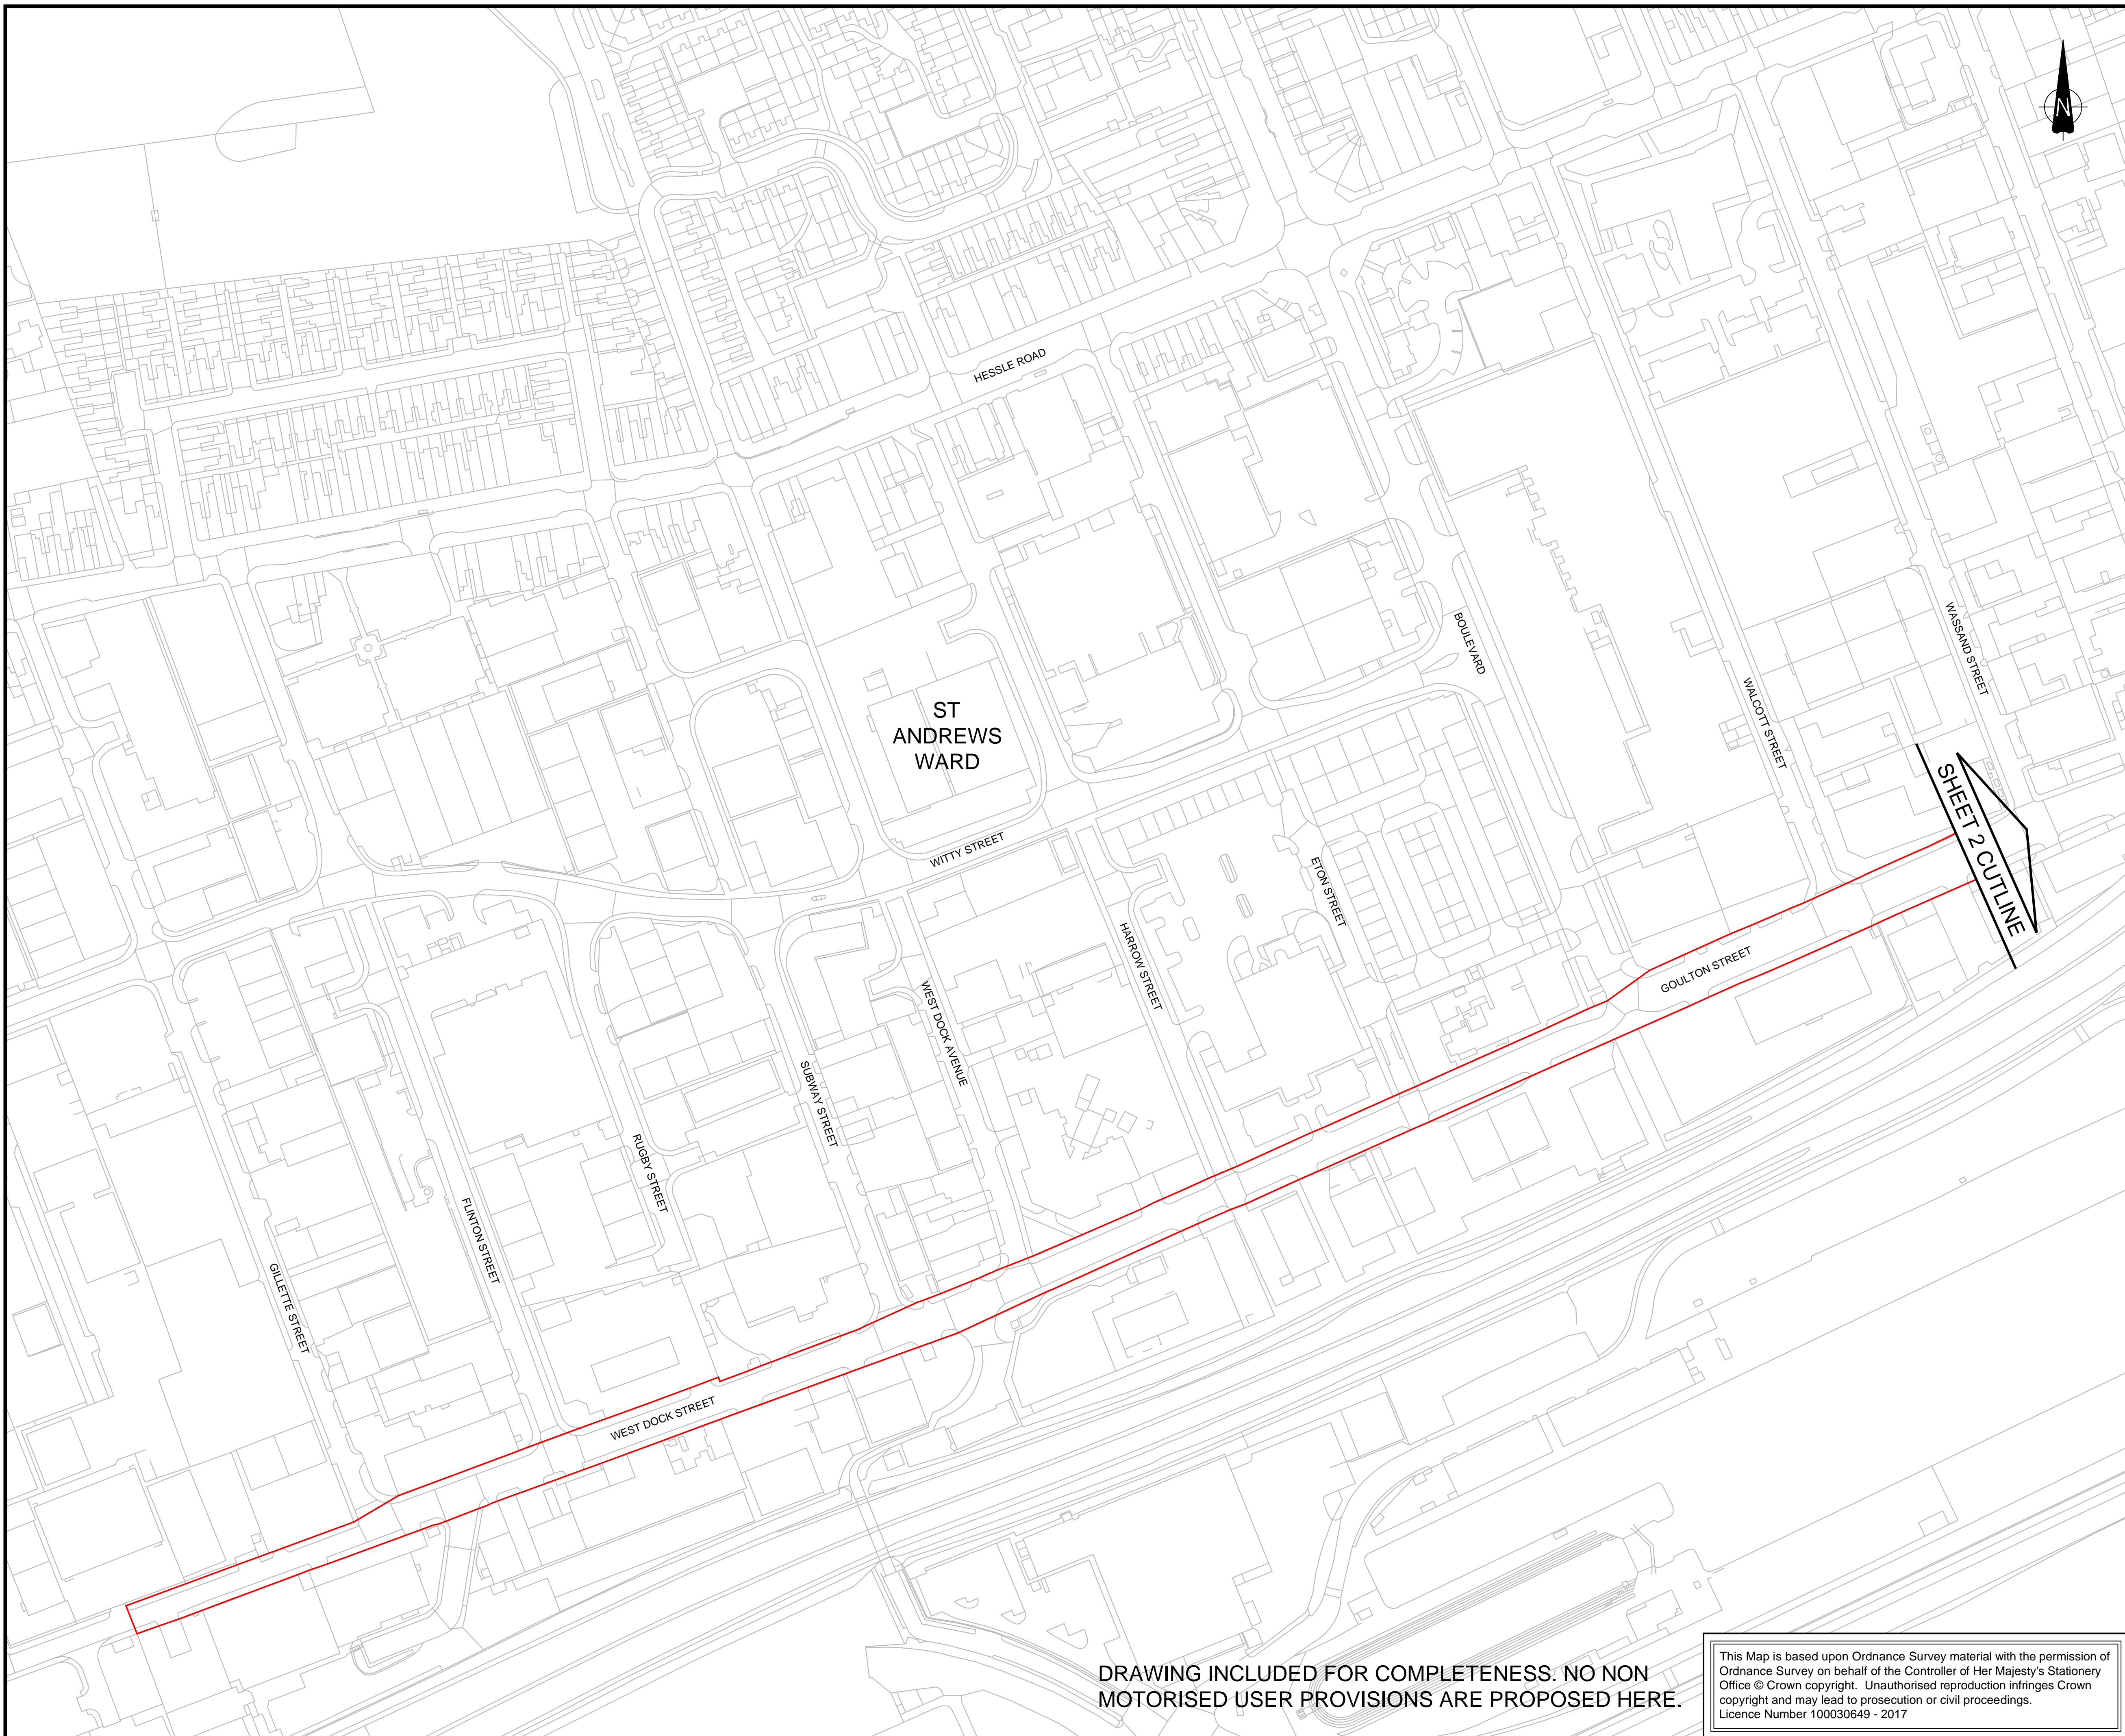 N
HESSLE ROAD
BOULEVARD
WASSAND STREET
WALCOTT STREET
ST
ANDREWS
WARD
SHEET 2 CUTLINE
WITTY STREET
ETON STREET
HARROW STREET
GOULTON STREET
WEST DOCK AVENUE
SUBWAY STREET
RUGBY STREET
FLINTON STREET
GILLETTE STREET
WEST DOCK STREET
DRAWING INCLUDED FOR COMPLETENESS. NO NON
MOTORISED USER PROVISIONS ARE PROPOSED HERE.
This Map is based upon Ordnance Survey material with the permission of
Ordnance Survey on behalf of the Controller of Her Majesty's Stationery
Office © Crown copyright.  Unauthorised reproduction infringes Crown
copyright and may lead to prosecution or civil proceedings.
Licence Number 100030649 - 2017